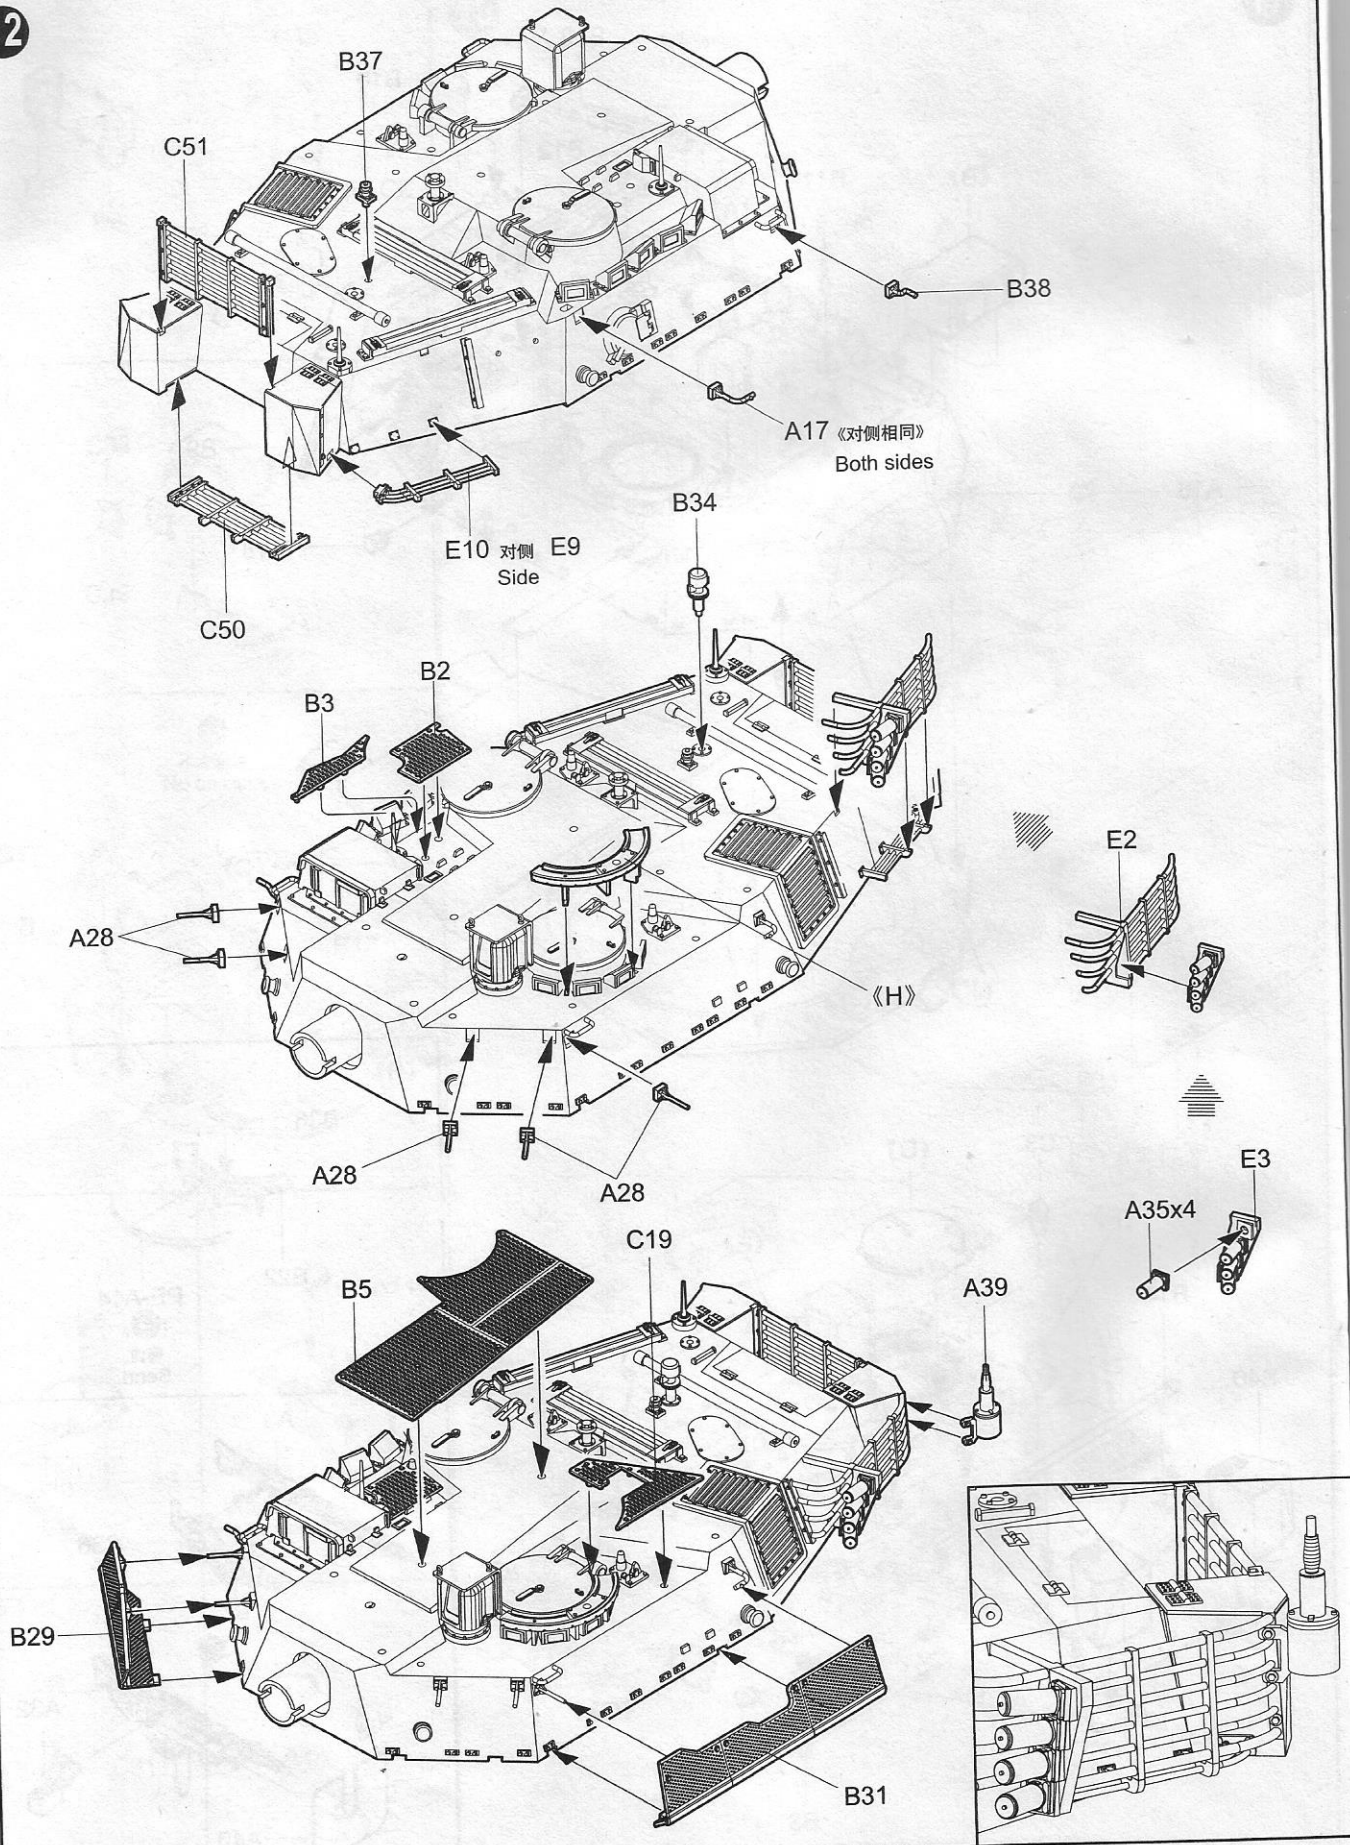 2
B37
C51
B38
A17 《对侧相同》
Both sides
B34
E10 对侧 E9
Side
C50
B2
B3
E2
A28
《H》
E3
A28
A28
A35x4
C19
B5
A39
B29
B31